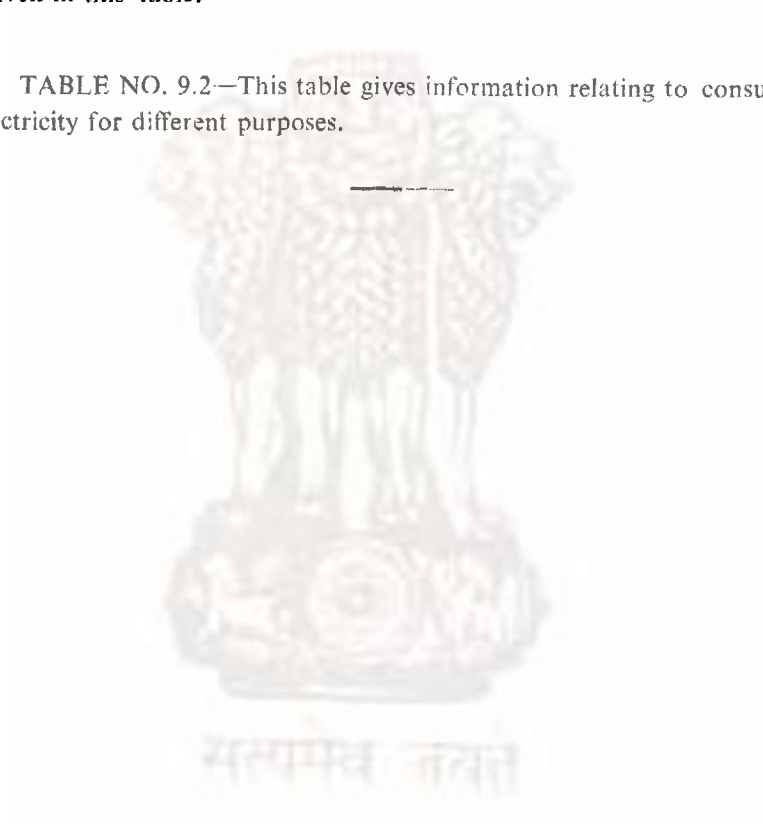 TABLE NO. 9.2—This table gives information relating to consu
ctricity for different purposes.
सत्यमेव जयते